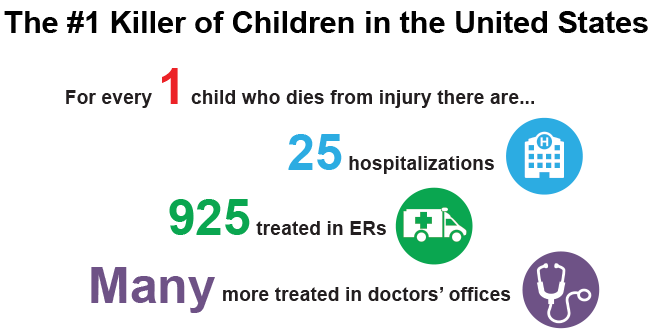 The #1 Killer of Children in the United States
For every 1 child who dies from injury there are...
25 hospitalizations
H
925 treated in ERs
Many more treated in doctors’ offices